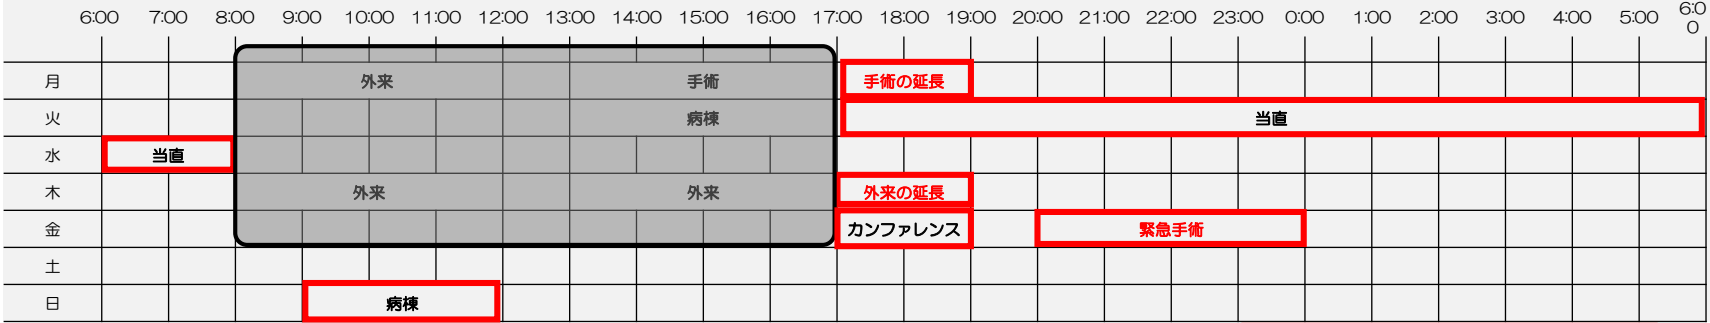 6:00 7:00 8:00 9:00 10:00 11:00 12:00 13:00 14:00 15:00 16:00 17:00 18:00 19:00 20:00 21:00 22:00 23:00 0:00 1:00 2:00 3:00 4:00 5:00 6:00
月 外来 手術 手術の延長
火 病棟 当直
水 当直
木 外来 外来 外来の延長
金 カンファレンス 緊急手術
土
日 病棟